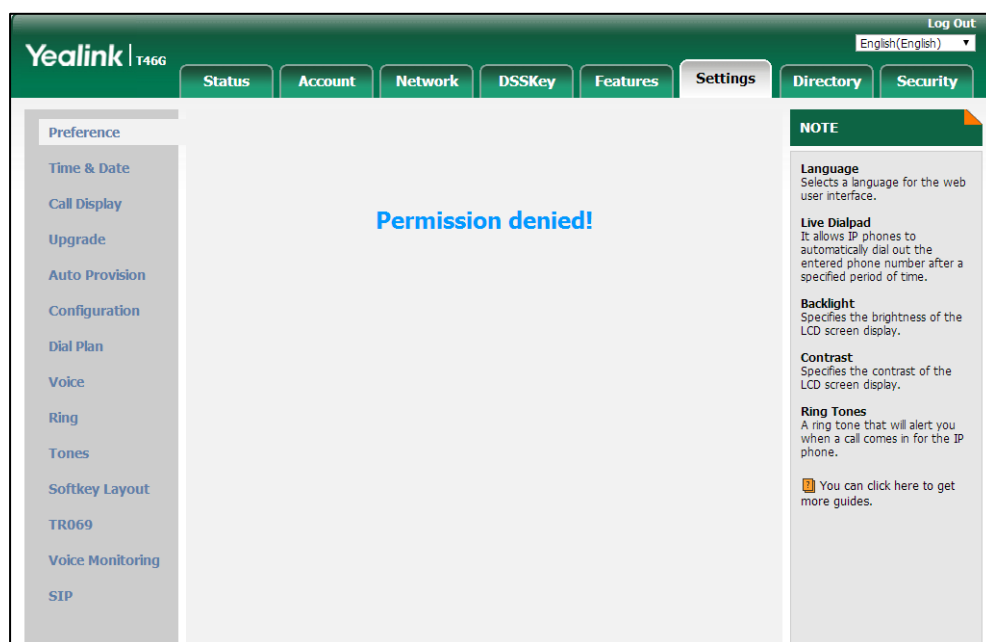 Log Out
English(English)
Yealink | T46G
Status Account Network DSSKey Features Settings Directory Security
Preference
Time & Date
Call Display
Upgrade
Auto Provision
Configuration
Dial Plan
Voice
Ring
Tones
Softkey Layout
TR069
Voice Monitoring
SIP
Permission denied!
NOTE
Language
Selects a language for the web
user interface.
Live Dialpad
It allows IP phones to
automatically dial out the
entered phone number after a
specified period of time.
Backlight
Specifies the brightness of the
LCD screen display.
Contrast
Specifies the contrast of the
LCD screen display.
Ring Tones
A ring tone that will alert you
when a call comes in for the IP
phone.
You can click here to get
more guides.